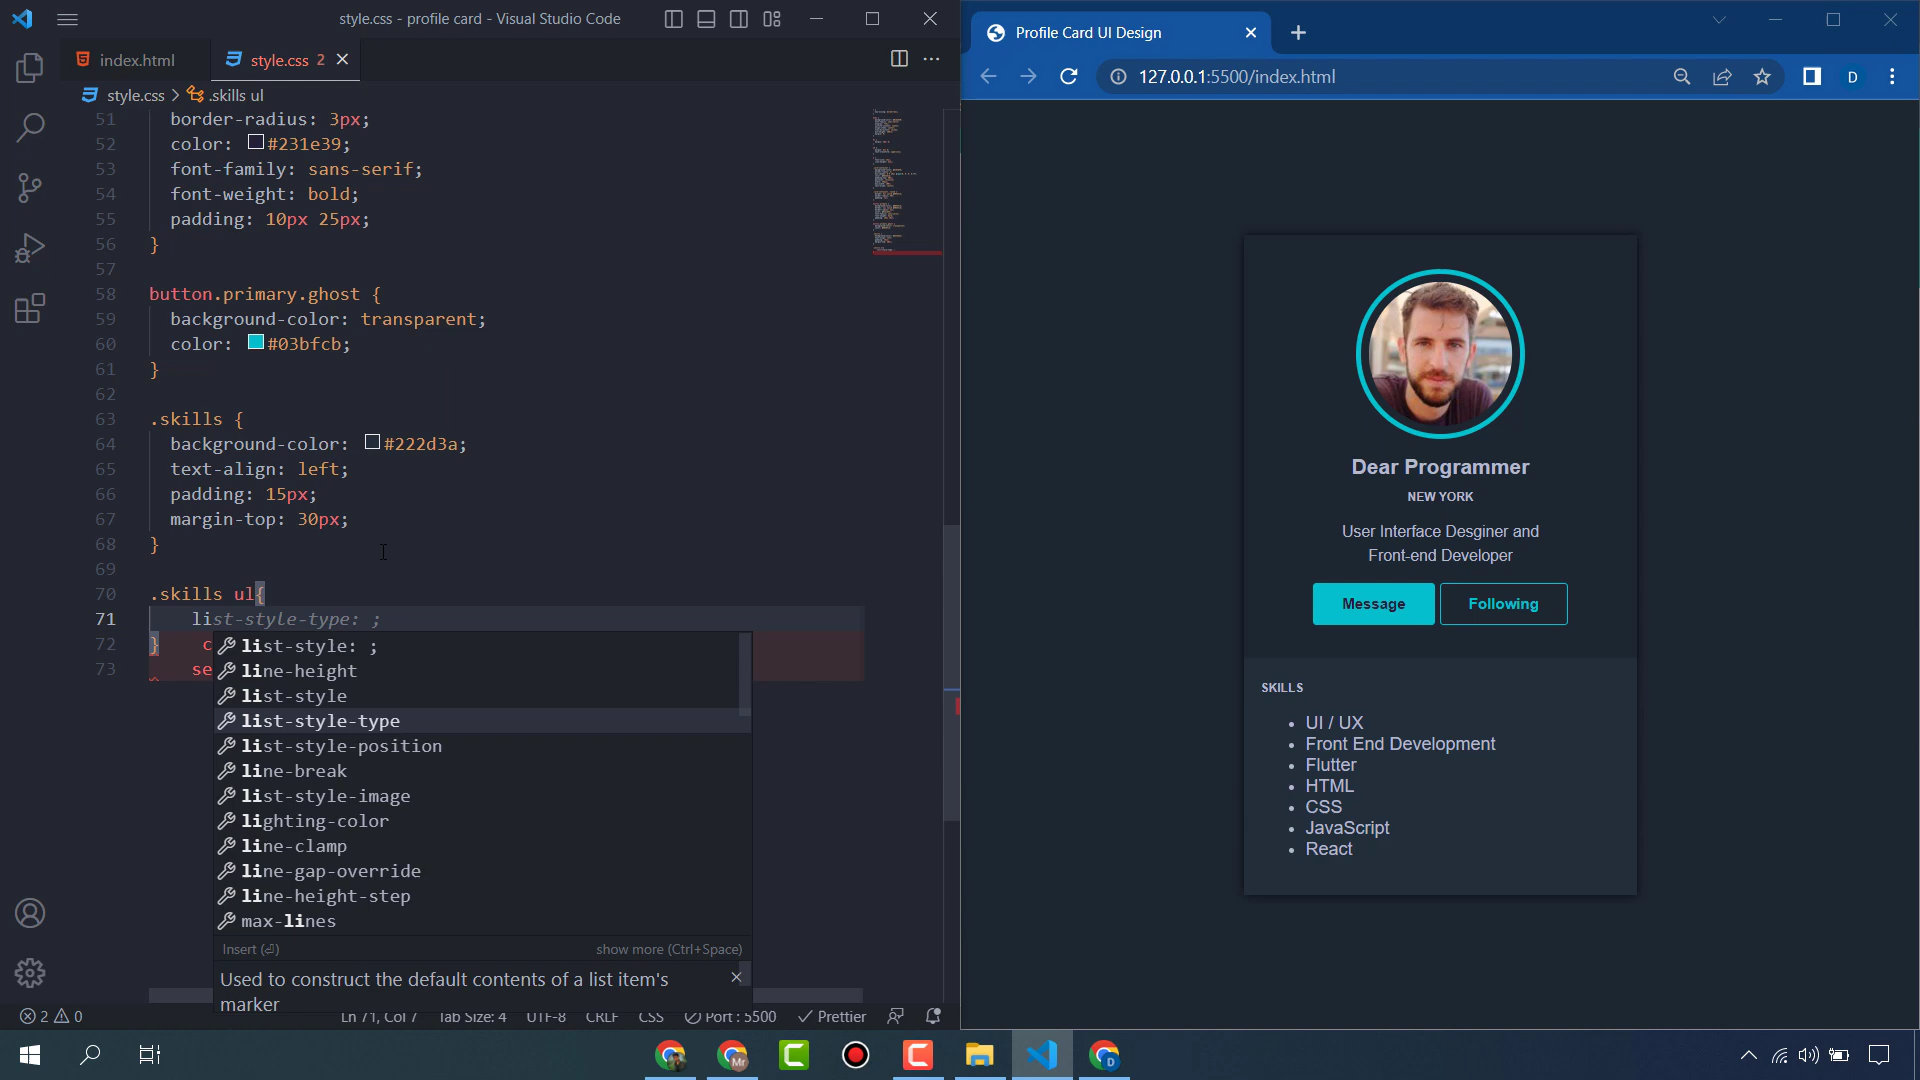 style.css - profile card - Visual Studio Code
index.html
style.css 2
style.css > .skills ul
51 border-radius: 3px;
52 color: #231e39;
53 font-family: sans-serif;
54 font-weight: bold;
55 padding: 10px 25px;
56 }
57
58 button.primary.ghost {
59 background-color: transparent;
60 color: #03bfcb;
61 }
62
63 .skills {
64 background-color: #222d3a;
65 text-align: left;
66 padding: 15px;
67 margin-top: 30px;
68 }
69
70 .skills ul{
71 list-style-type: ;
72 } c
73 se
list-style: ;
line-height
list-style
list-style-type
list-style-position
line-break
list-style-image
lighting-color
line-clamp
line-gap-override
line-height-step
max-lines
Insert (⏎) show more (Ctrl+Space)
Used to construct the default contents of a list item's
marker
2 0 Ln 71, Col 7 Tab Size: 4 UTF-8 CRLF CSS Port : 5500 Prettier
Profile Card UI Design
127.0.0.1:5500/index.html
D
Dear Programmer
NEW YORK
User Interface Desginer and
Front-end Developer
Message Following
SKILLS
• UI / UX
• Front End Development
• Flutter
• HTML
• CSS
• JavaScript
• React
Mr
D